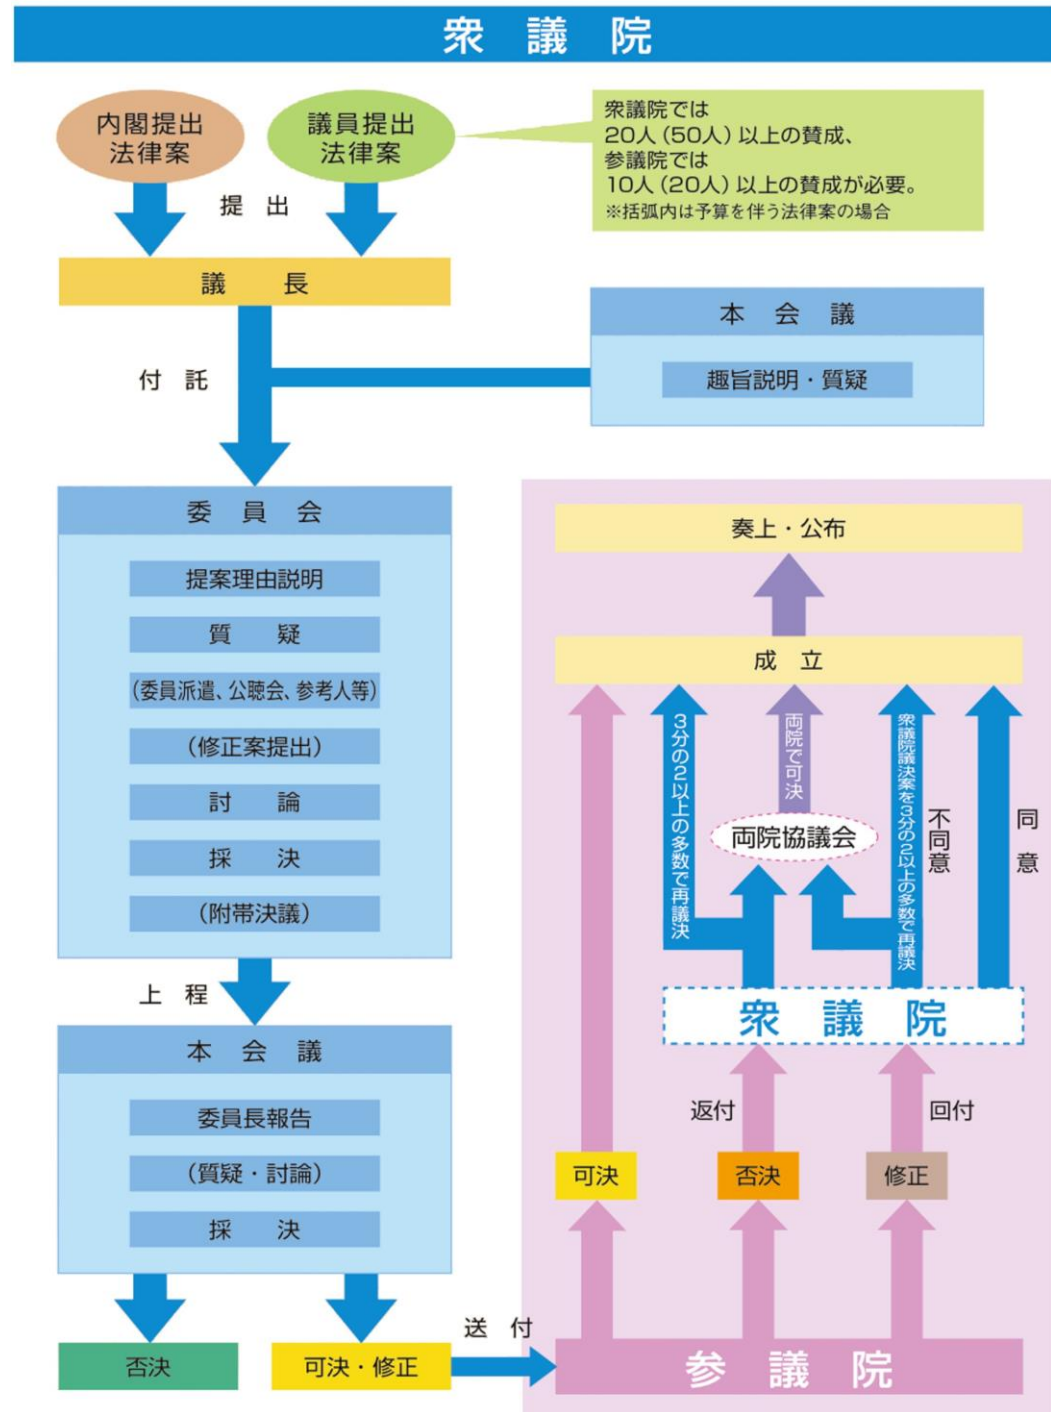 衆議院
内閣提出
法律案
議員提出
法律案
衆議院では
20人(50人)以上の賛成、
参議院では
10人(20人)以上の賛成が必要。
※括弧内は予算を伴う法律案の場合
提出
議長
付託
本会議
趣旨説明・質疑
委員会
提案理由説明
質疑
(委員派遣、公聴会、参考人等)
(修正案提出)
討論
採決
(附帯決議)
上程
本会議
委員長報告
(質疑・討論)
採決
否決
可決・修正
送付
奏上・公布
成立
3分の2以上の多数で再議決
両院で可決
衆議院議決案を3分の2以上の多数で再議決
不同意
同意
両院協議会
衆議院
返付
回付
可決
否決
修正
参議院